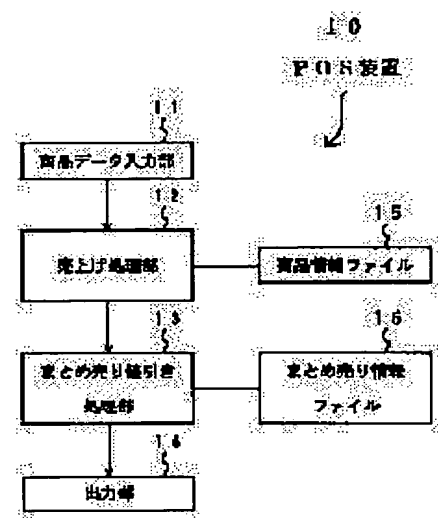 10
POS装置
11
商品データ入力部
12
売上げ処理部
15
商品情報ファイル
13
まとめ売り値引き
処理部
16
まとめ売り情報
ファイル
14
出力部